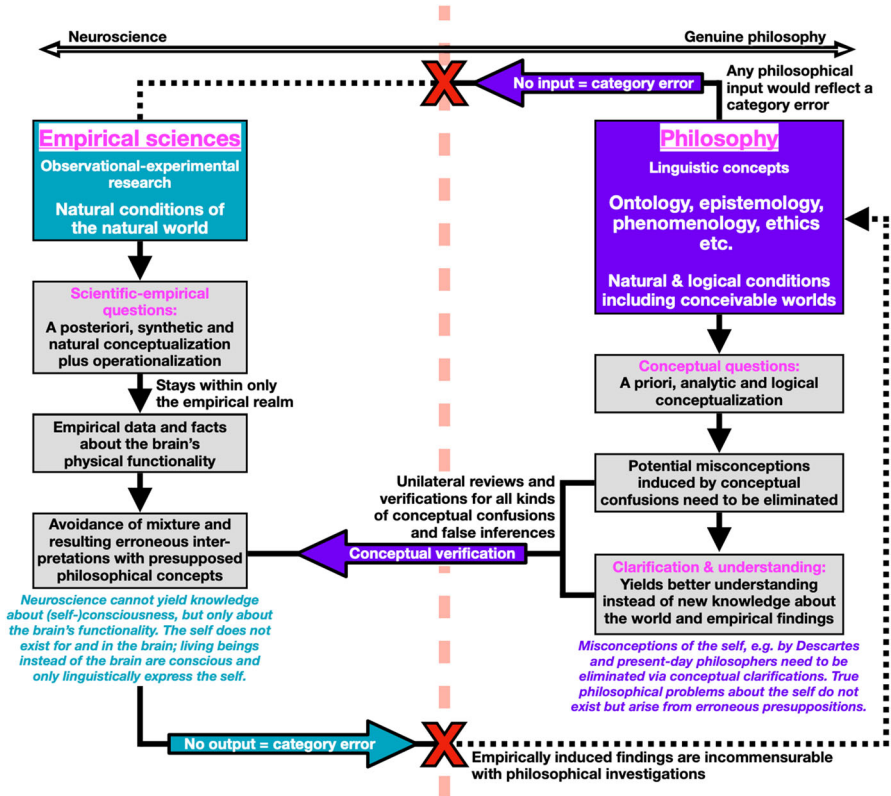 Neuroscience
Genuine philosophy
No input = category error
Any philosophical
input would reflect a
category error
Empirical sciences
Observational-experimental
research
Natural conditions of
the natural world
Philosophy
Linguistic concepts
Ontology, epistemology,
phenomenology, ethics
etc.
Natural & logical conditions
including conceivable worlds
Scientific-empirical
questions:
A posteriori, synthetic and
natural conceptualization
plus operationalization
Stays within only
the empirical realm
Empirical data and facts
about the brain's
physical functionality
Avoidance of mixture and
resulting erroneous inter-
pretations with presupposed
philosophical concepts
Neuroscience cannot yield knowledge
about (self-)consciousness, but only about
the brain's functionality. The self does not
exist for and in the brain; living beings
instead of the brain are conscious and
only linguistically express the self.
Conceptual questions:
A priori, analytic and logical
conceptualization
Potential misconceptions
induced by conceptual
confusions need to be eliminated
Unilateral reviews and
verifications for all kinds
of conceptual confusions
and false inferences
Conceptual verification
Clarification & understanding:
Yields better understanding
instead of new knowledge about
the world and empirical findings
Misconceptions of the self, e.g. by Descartes
and present-day philosophers need to be
eliminated via conceptual clarifications. True
philosophical problems about the self do not
exist but arise from erroneous presuppositions.
No output = category error
X
X
Empirically induced findings are incommensurable
with philosophical investigations